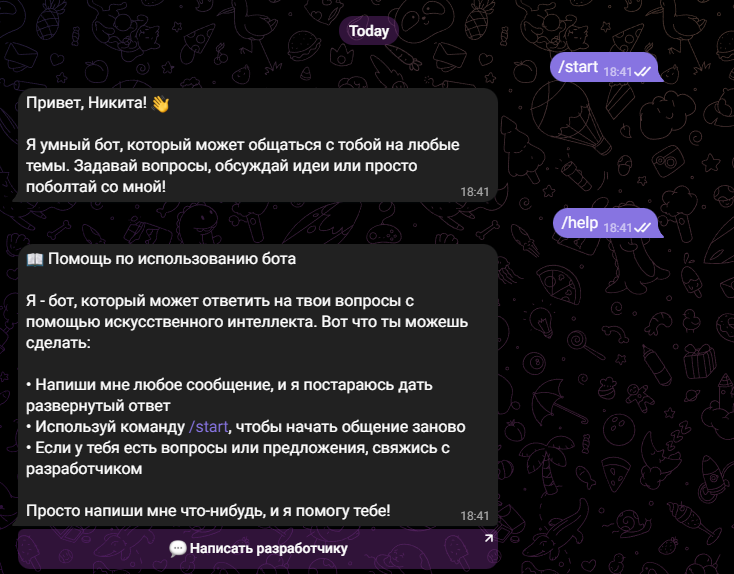 Today
/start 18:41
Привет, Никита! 👋
Я умный бот, который может общаться с тобой на любые
темы. Задавай вопросы, обсуждай идеи или просто
поболтай со мной!
18:41
/help 18:41
📖 Помощь по использованию бота
Я - бот, который может ответить на твои вопросы с
помощью искусственного интеллекта. Вот что ты можешь
сделать:
• Напиши мне любое сообщение, и я постараюсь дать
развернутый ответ
• Используй команду /start, чтобы начать общение заново
• Если у тебя есть вопросы или предложения, свяжись с
разработчиком
Просто напиши мне что-нибудь, и я помогу тебе!
18:41
💬 Написать разработчику